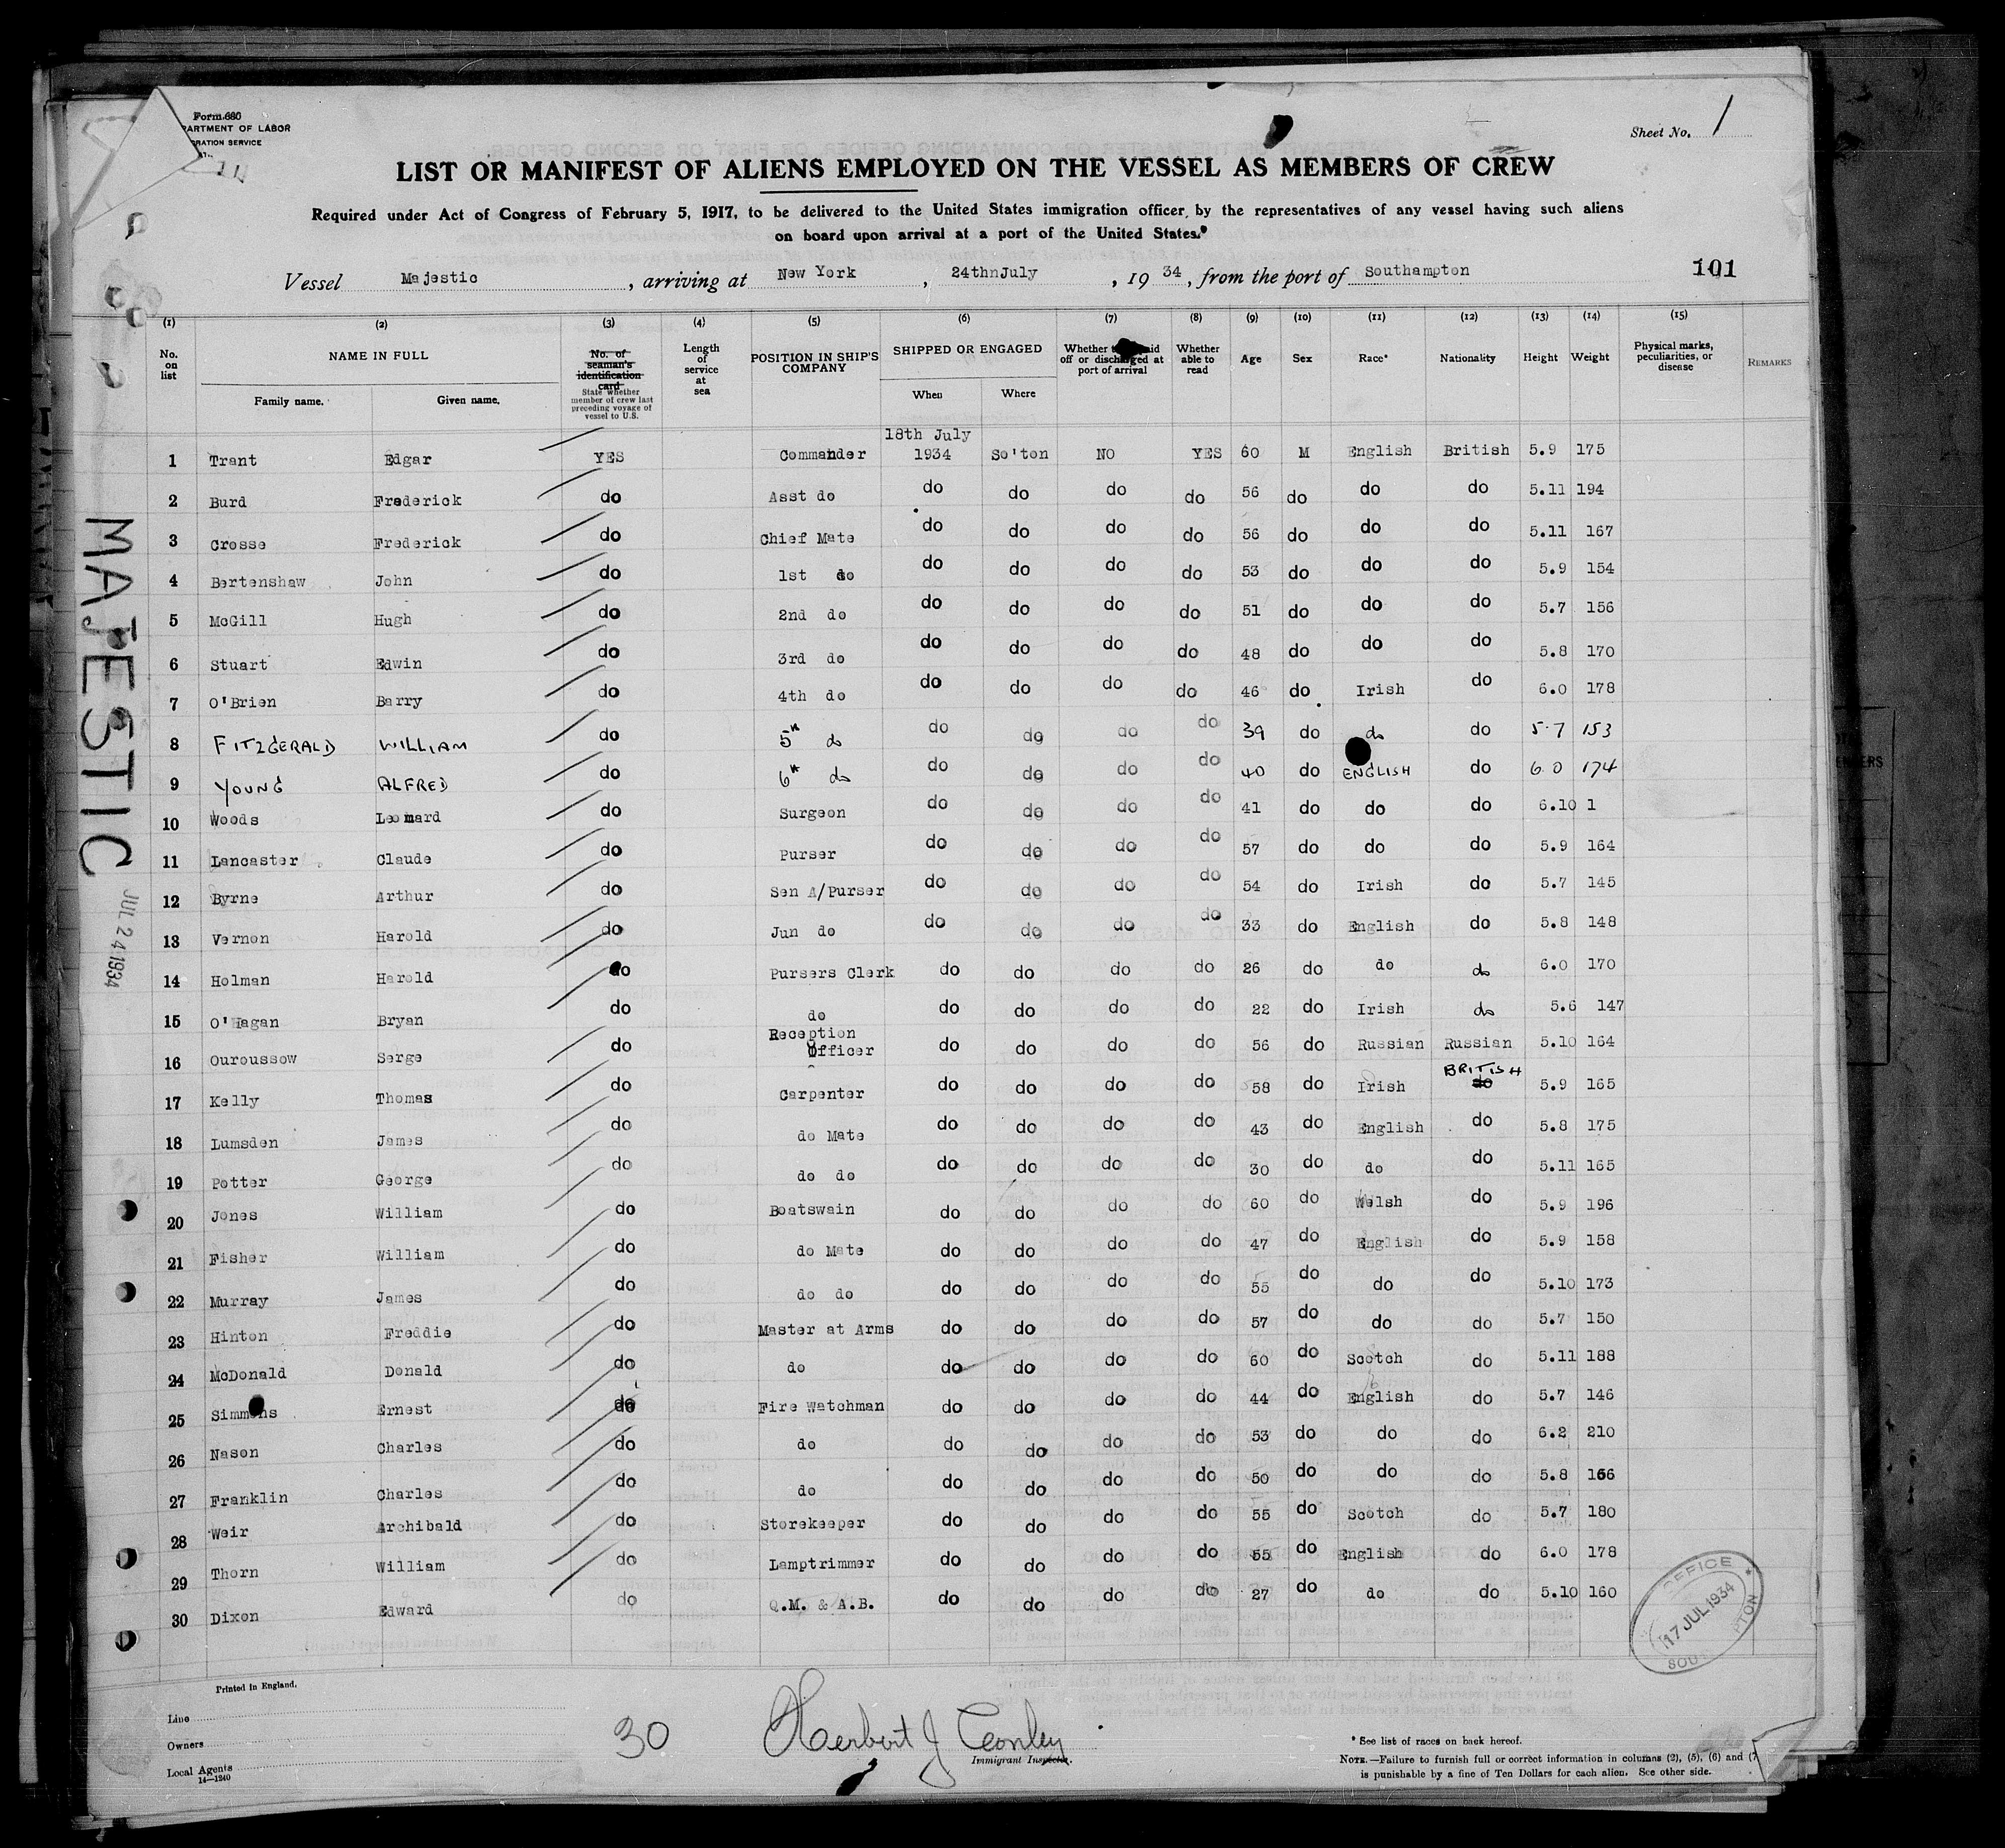 Form 680
PARTMENT OF LABOR
GRATION SERVICE
Sheet No. 1
LIST OR MANIFEST OF ALIENS EMPLOYED ON THE VESSEL AS MEMBERS OF CREW
Required under Act of Congress of February 5, 1917, to be delivered to the United States immigration officer by the representatives of any vessel having such aliens
on board upon arrival at a port of the United States.*
Vessel Majestic, arriving at New York, 24thnJuly, 1934, from the port of Southampton 101
(1) (2) (3) (4) (5) (6) (7) (8) (9) (10) (11) (12) (13) (14) (15)
No. on list NAME IN FULL Family name. Given name. No. of seaman's identification card State whether member of crew last preceding voyage of vessel to U.S. Length of service at sea POSITION IN SHIP'S COMPANY SHIPPED OR ENGAGED When Where Whether to paid off or discharged at port of arrival Whether able to read Age Sex Race* Nationality Height Weight Physical marks, peculiarities, or disease REMARKS
1 Trant Edgar YES Commander 18th July 1934 So'ton NO YES 60 M English British 5.9 175
2 Burd Frederick do Asst do do do do do 56 do do do 5.11 194
3 Crosse Frederick do Chief Mate do do do do 56 do do do 5.11 167
4 Bertenshaw John do 1st do do do do do 53 do do do 5.9 154
5 McGill Hugh do 2nd do do do do do 51 do do do 5.7 156
6 Stuart Edwin do 3rd do do do do do 48 do do do 5.8 170
7 O'Brien Barry do 4th do do do do do 46 do Irish do 6.0 178
8 FITZGERALD WILLIAM do 5th do do do do do 39 do do do 5.7 153
9 YOUNG ALFRED do 6th do do do do do 40 do ENGLISH do 6.0 174
10 Woods Leonard do Surgeon do do do do 41 do do do 6.10 1
11 Lancaster Claude do Purser do do do do 57 do do do 5.9 164
12 Byrne Arthur do Sen A/Purser do do do do 54 do Irish do 5.7 145
13 Vernon Harold do Jun do do do do do 33 do English do 5.8 148
14 Holman Harold do Pursers Clerk do do do do 26 do do do 6.0 170
15 O'Hagan Bryan do do do do do do 22 do Irish do 5.6 147
16 Ouroussow Serge do Reception Officer do do do do 56 do Russian Russian 5.10 164
17 Kelly Thomas do Carpenter do do do do 58 do Irish BRITISH do 5.9 165
18 Lumsden James do do Mate do do do do 43 do English do 5.8 175
19 Potter George do do do do do do do 30 do do do 5.11 165
20 Jones William do Boatswain do do do do 60 do Welsh do 5.9 196
21 Fisher William do do Mate do do do do 47 do English do 5.9 158
22 Murray James do do do do do do do 55 do do do 5.10 173
23 Hinton Freddie do Master at Arms do do do do 57 do do do 5.7 150
24 McDonald Donald do do do do do do 60 do Scotch do 5.11 188
25 Simmons Ernest do Fire Watchman do do do do 44 do English do 5.7 146
26 Nason Charles do do do do do do 53 do do do 6.2 210
27 Franklin Charles do do do do do do 50 do do do 5.8 166
28 Weir Archibald do Storekeeper do do do do 55 do Scotch do 5.7 180
29 Thorn William do Lamptrimmer do do do do 55 do English do 6.0 178
30 Dixon Edward do Q.M. & A.B. do do do do 27 do do do 5.10 160
MAJESTIC
JUL 24 1934
OFFICE
17 JUL 1934
Printed in England.
Line
Owners
Local Agents
14—1240
30
Herbert J Conley
Immigrant Inspector.
* See list of races on back hereof.
NOTE.—Failure to furnish full or correct information in columns (2), (5), (6) and (7
is punishable by a fine of Ten Dollars for each alien. See other side.